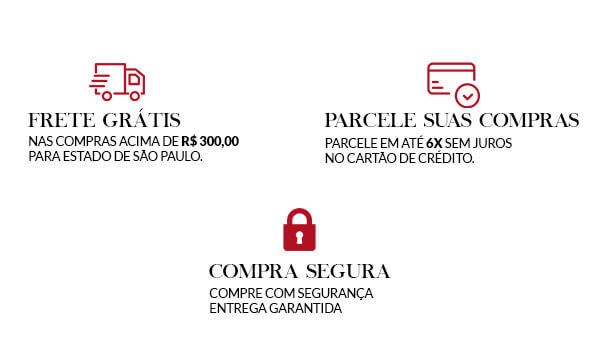 FRETE GRÁTIS
NAS COMPRAS ACIMA DE R$ 300,00
PARA ESTADO DE SÃO PAULO.
PARCELE SUAS COMPRAS
PARCELE EM ATÉ 6X SEM JUROS
NO CARTÃO DE CRÉDITO.
COMPRA SEGURA
COMPRE COM SEGURANÇA
ENTREGA GARANTIDA